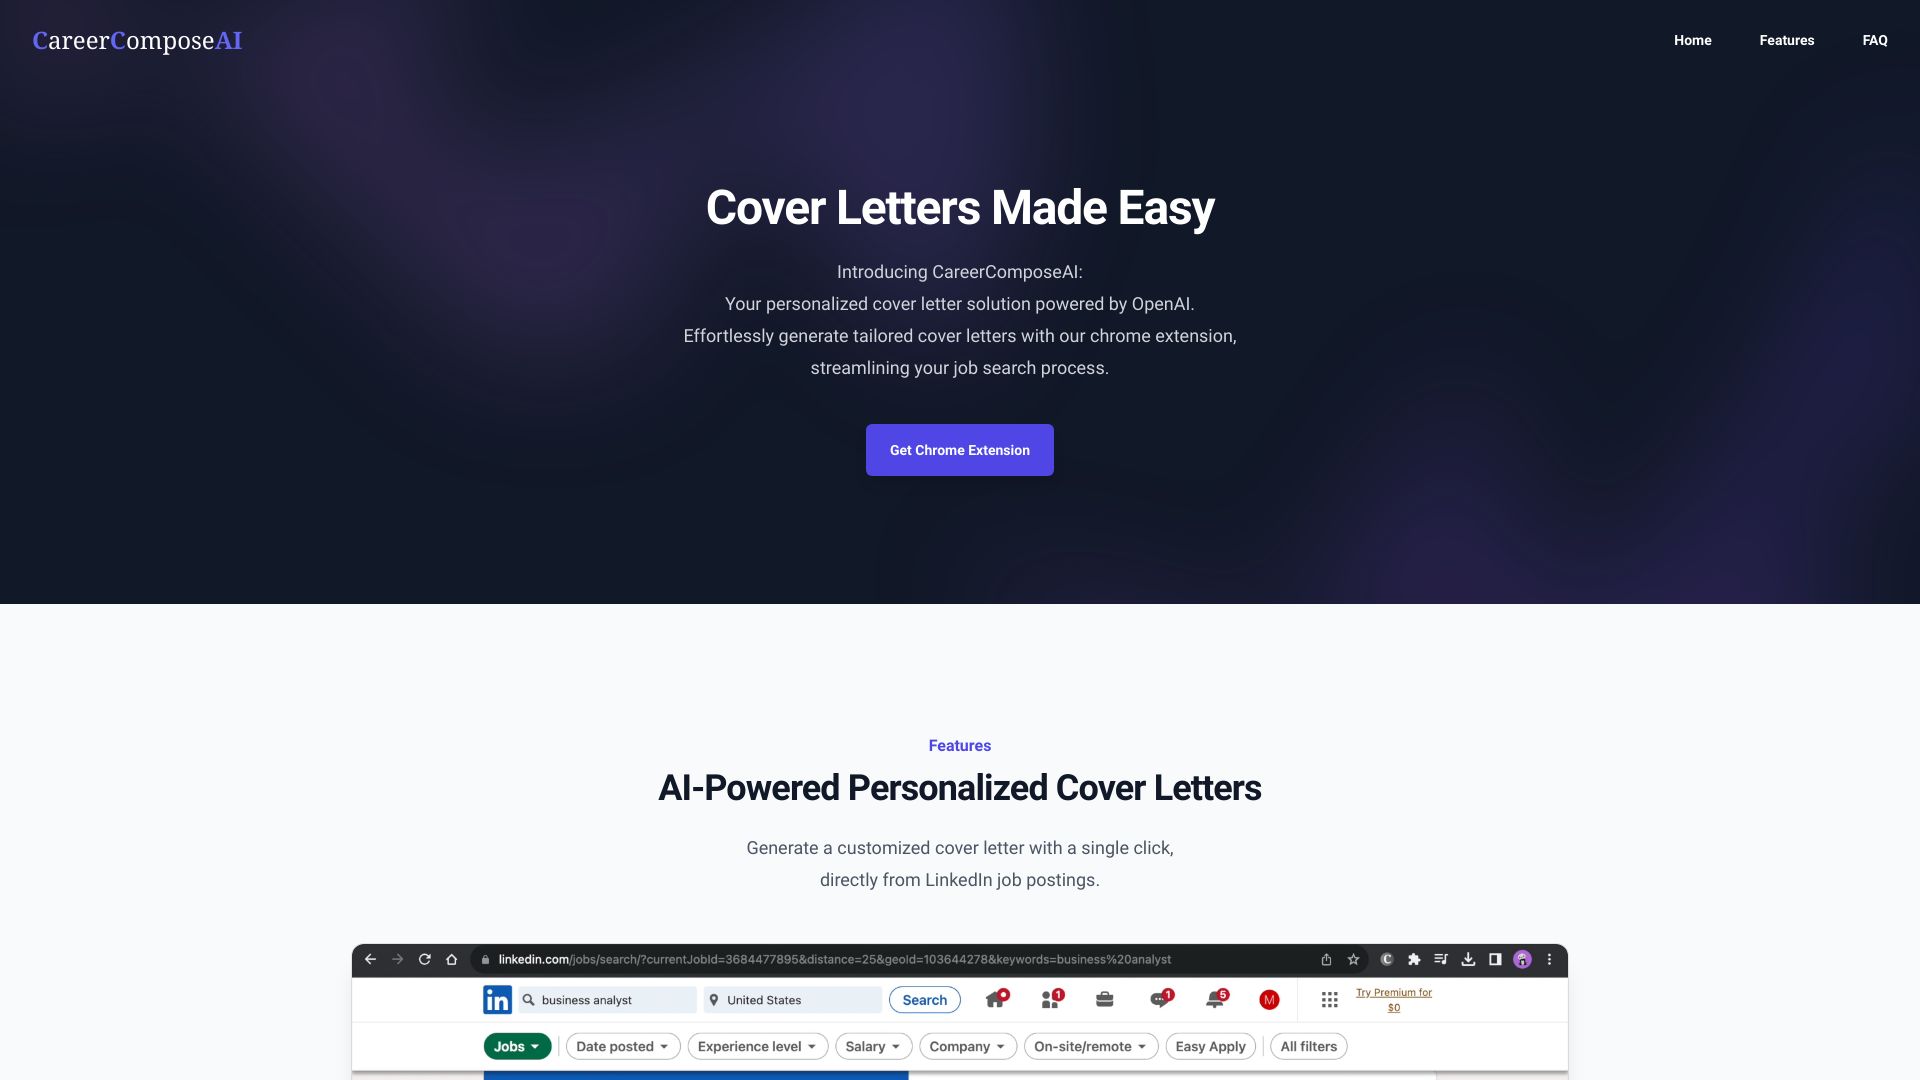 CareerComposeAI
Home
Features
FAQ
Cover Letters Made Easy
Introducing CareerComposeAI:
Your personalized cover letter solution powered by OpenAI.
Effortlessly generate tailored cover letters with our chrome extension,
streamlining your job search process.
Get Chrome Extension
Features
AI-Powered Personalized Cover Letters
Generate a customized cover letter with a single click,
directly from LinkedIn job postings.
linkedin.com/jobs/search/?currentJobId=3684477895&distance=25&geoId=103644278&keywords=business%20analyst
C
in
business analyst
United States
Search
1
1
5
M
Try Premium for
$0
Jobs
Date posted
Experience level
Salary
Company
On-site/remote
Easy Apply
All filters